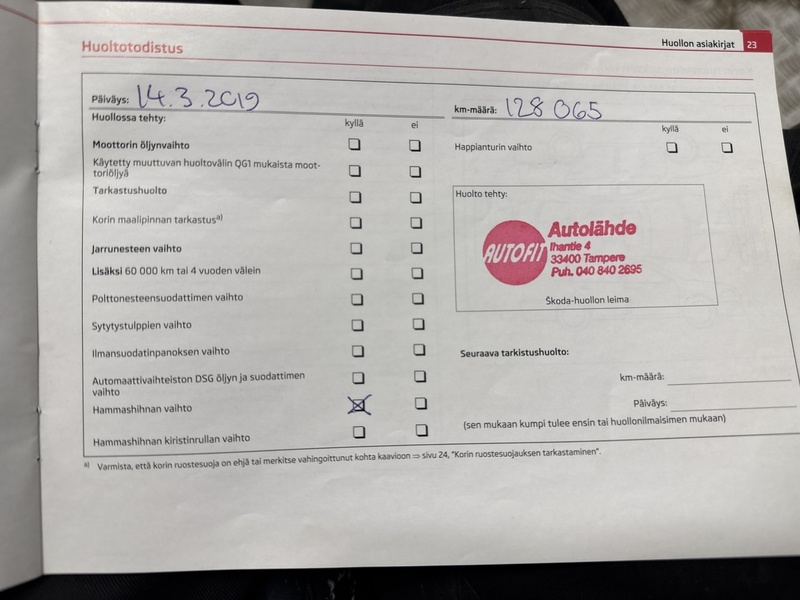 Huoltotodistus
Huollon asiakirjat 23
Päiväys: 14.3.2019
km-määrä: 128 065
Huollossa tehty:
kyllä ei
kyllä ei
Moottorin öljynvaihto
Happianturin vaihto
Käytetty muuttuvan huoltovälin QG1 mukaista moot-
toriöljyä
Tarkastushuolto
Korin maalipinnan tarkastus a)
Jarrunesteen vaihto
Lisäksi 60 000 km tai 4 vuoden välein
Polttonesteensuodattimen vaihto
Sytytystulppien vaihto
Ilmansuodatinpanoksen vaihto
Automaattivaihteiston DSG öljyn ja suodattimen
vaihto
Hammashihnan vaihto
Hammashihnan kiristinrullan vaihto
Huolto tehty:
AUTOFIT
Autolähde
Ihantie 4
33400 Tampere
Puh. 040 840 2695
Škoda-huollon leima
Seuraava tarkistushuolto:
km-määrä:
Päiväys:
(sen mukaan kumpi tulee ensin tai huollonilmaisimen mukaan)
a) Varmista, että korin ruostesuoja on ehjä tai merkitse vahingoittunut kohta kaavioon ⇒ sivu 24, "Korin ruostesuojauksen tarkastaminen".